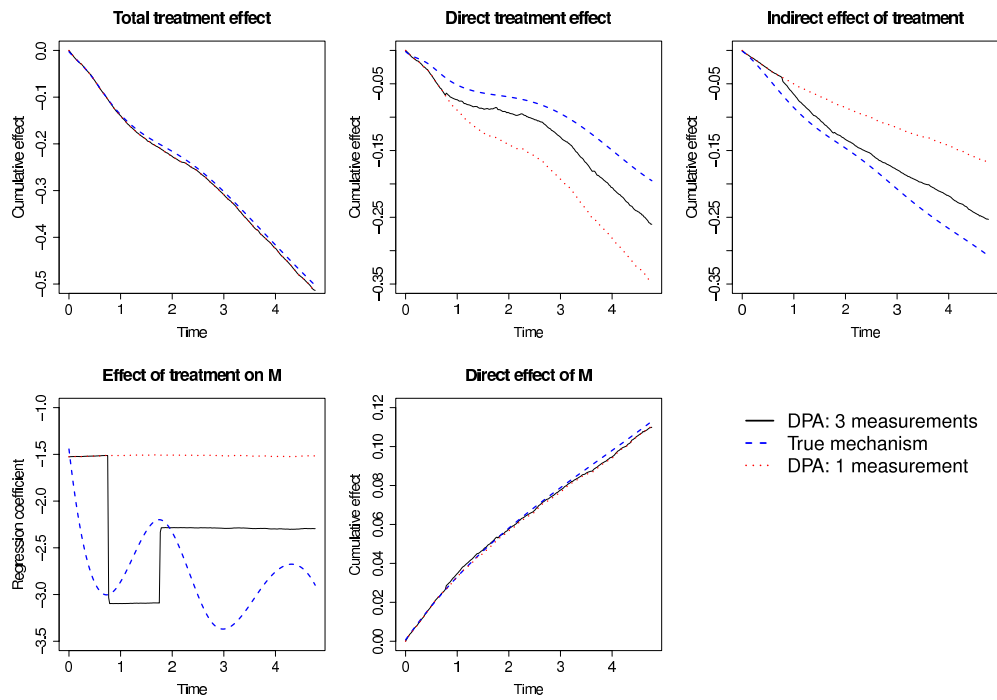 Total treatment effect
Cumulative effect
0.0
−0.1
−0.2
−0.3
−0.4
−0.5
0 1 2 3 4 5
Time
Direct treatment effect
Cumulative effect
−0.05
−0.15
−0.25
−0.35
0 1 2 3 4 5
Time
Indirect effect of treatment
Cumulative effect
−0.05
−0.15
−0.25
−0.35
0 1 2 3 4 5
Time
Effect of treatment on M
Regression coefficient
−1.0
−1.5
−2.0
−2.5
−3.0
−3.5
0 1 2 3 4 5
Time
Direct effect of M
Cumulative effect
0.12
0.10
0.08
0.06
0.04
0.02
0.00
0 1 2 3 4 5
Time
DPA: 3 measurements
True mechanism
DPA: 1 measurement